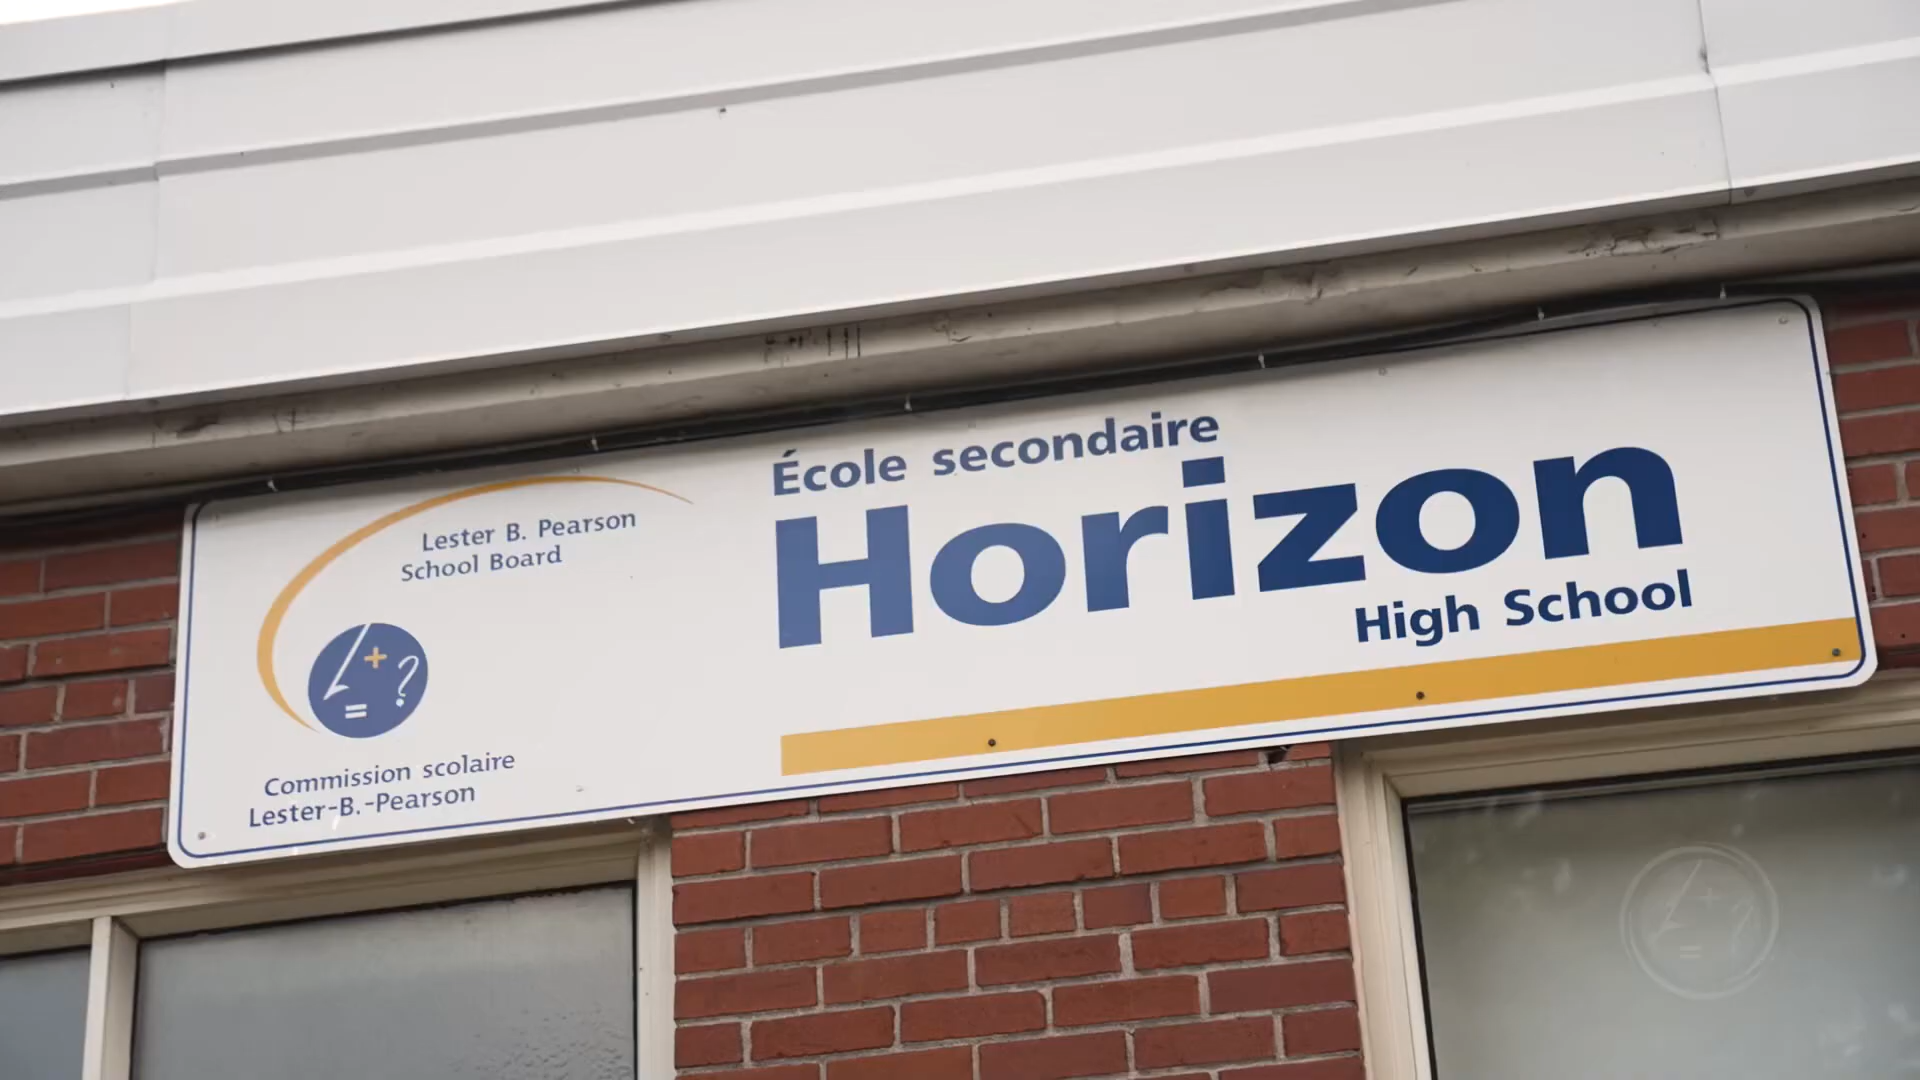 Lester B. Pearson
School Board
+
?
=
Commission scolaire
Lester-B.-Pearson
École secondaire
Horizon
High School